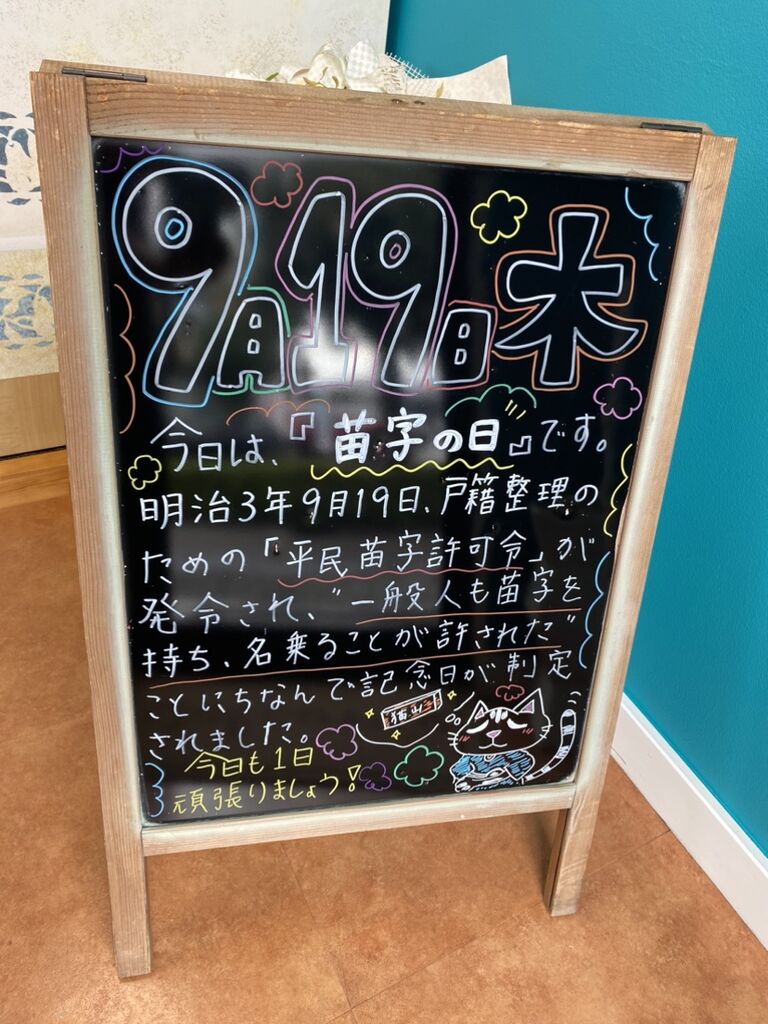 9月19日木
今日は、『苗字の日』です。
明治3年9月19日、戸籍整理の
ための「平民苗字許可令」が
発令され、“一般人も苗字を
持ち、名乗ることが許された”
ことにちなんで記念日が制定
されました。
猫山
今日も1日
頑張りましょう!